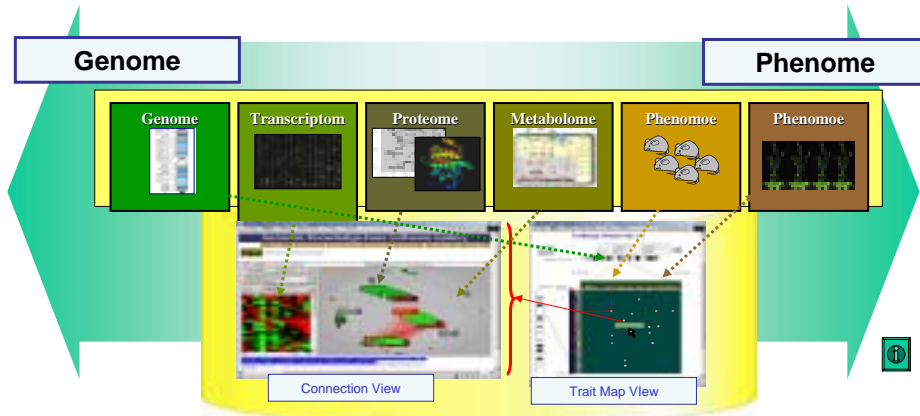 Genome
Phenome
Genome
Transcriptom
Proteome
Metabolome
Phenomoe
Phenomoe
Connection View
Trait Map VIew